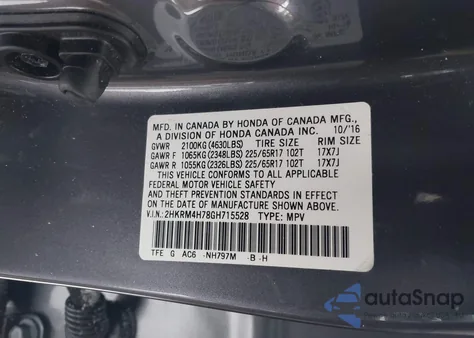 MFD. IN CANADA BY HONDA OF CANADA MFG.,
A DIVISION OF HONDA CANADA INC. 10/16
GVWR 2100KG(4630LBS) TIRE SIZE RIM SIZE
GAWR F 1065KG(2348LBS) 225/65R17 102T 17X7J
GAWR R 1055KG(2326LBS) 225/65R17 102T 17X7J
THIS VEHICLE CONFORMS TO ALL APPLICABLE
FEDERAL MOTOR VEHICLE SAFETY
AND THEFT PREVENTION STANDARDS IN EFFECT
ON THE DATE OF MANUFACTURE SHOWN ABOVE.
V.I.N.: 2HKRM4H78GH715528 TYPE: MPV
TFE G AC6 -NH797M -B -H
autoSnap